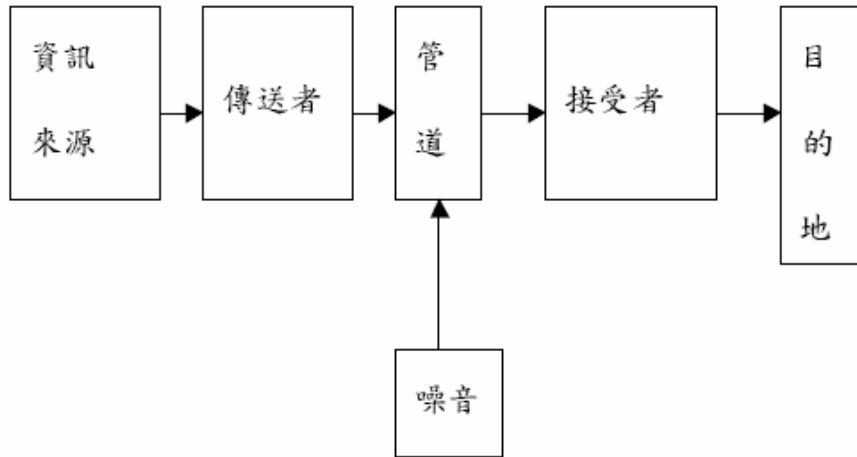 資訊
來源
傳送者
管
道
接受者
目
的
地
噪音